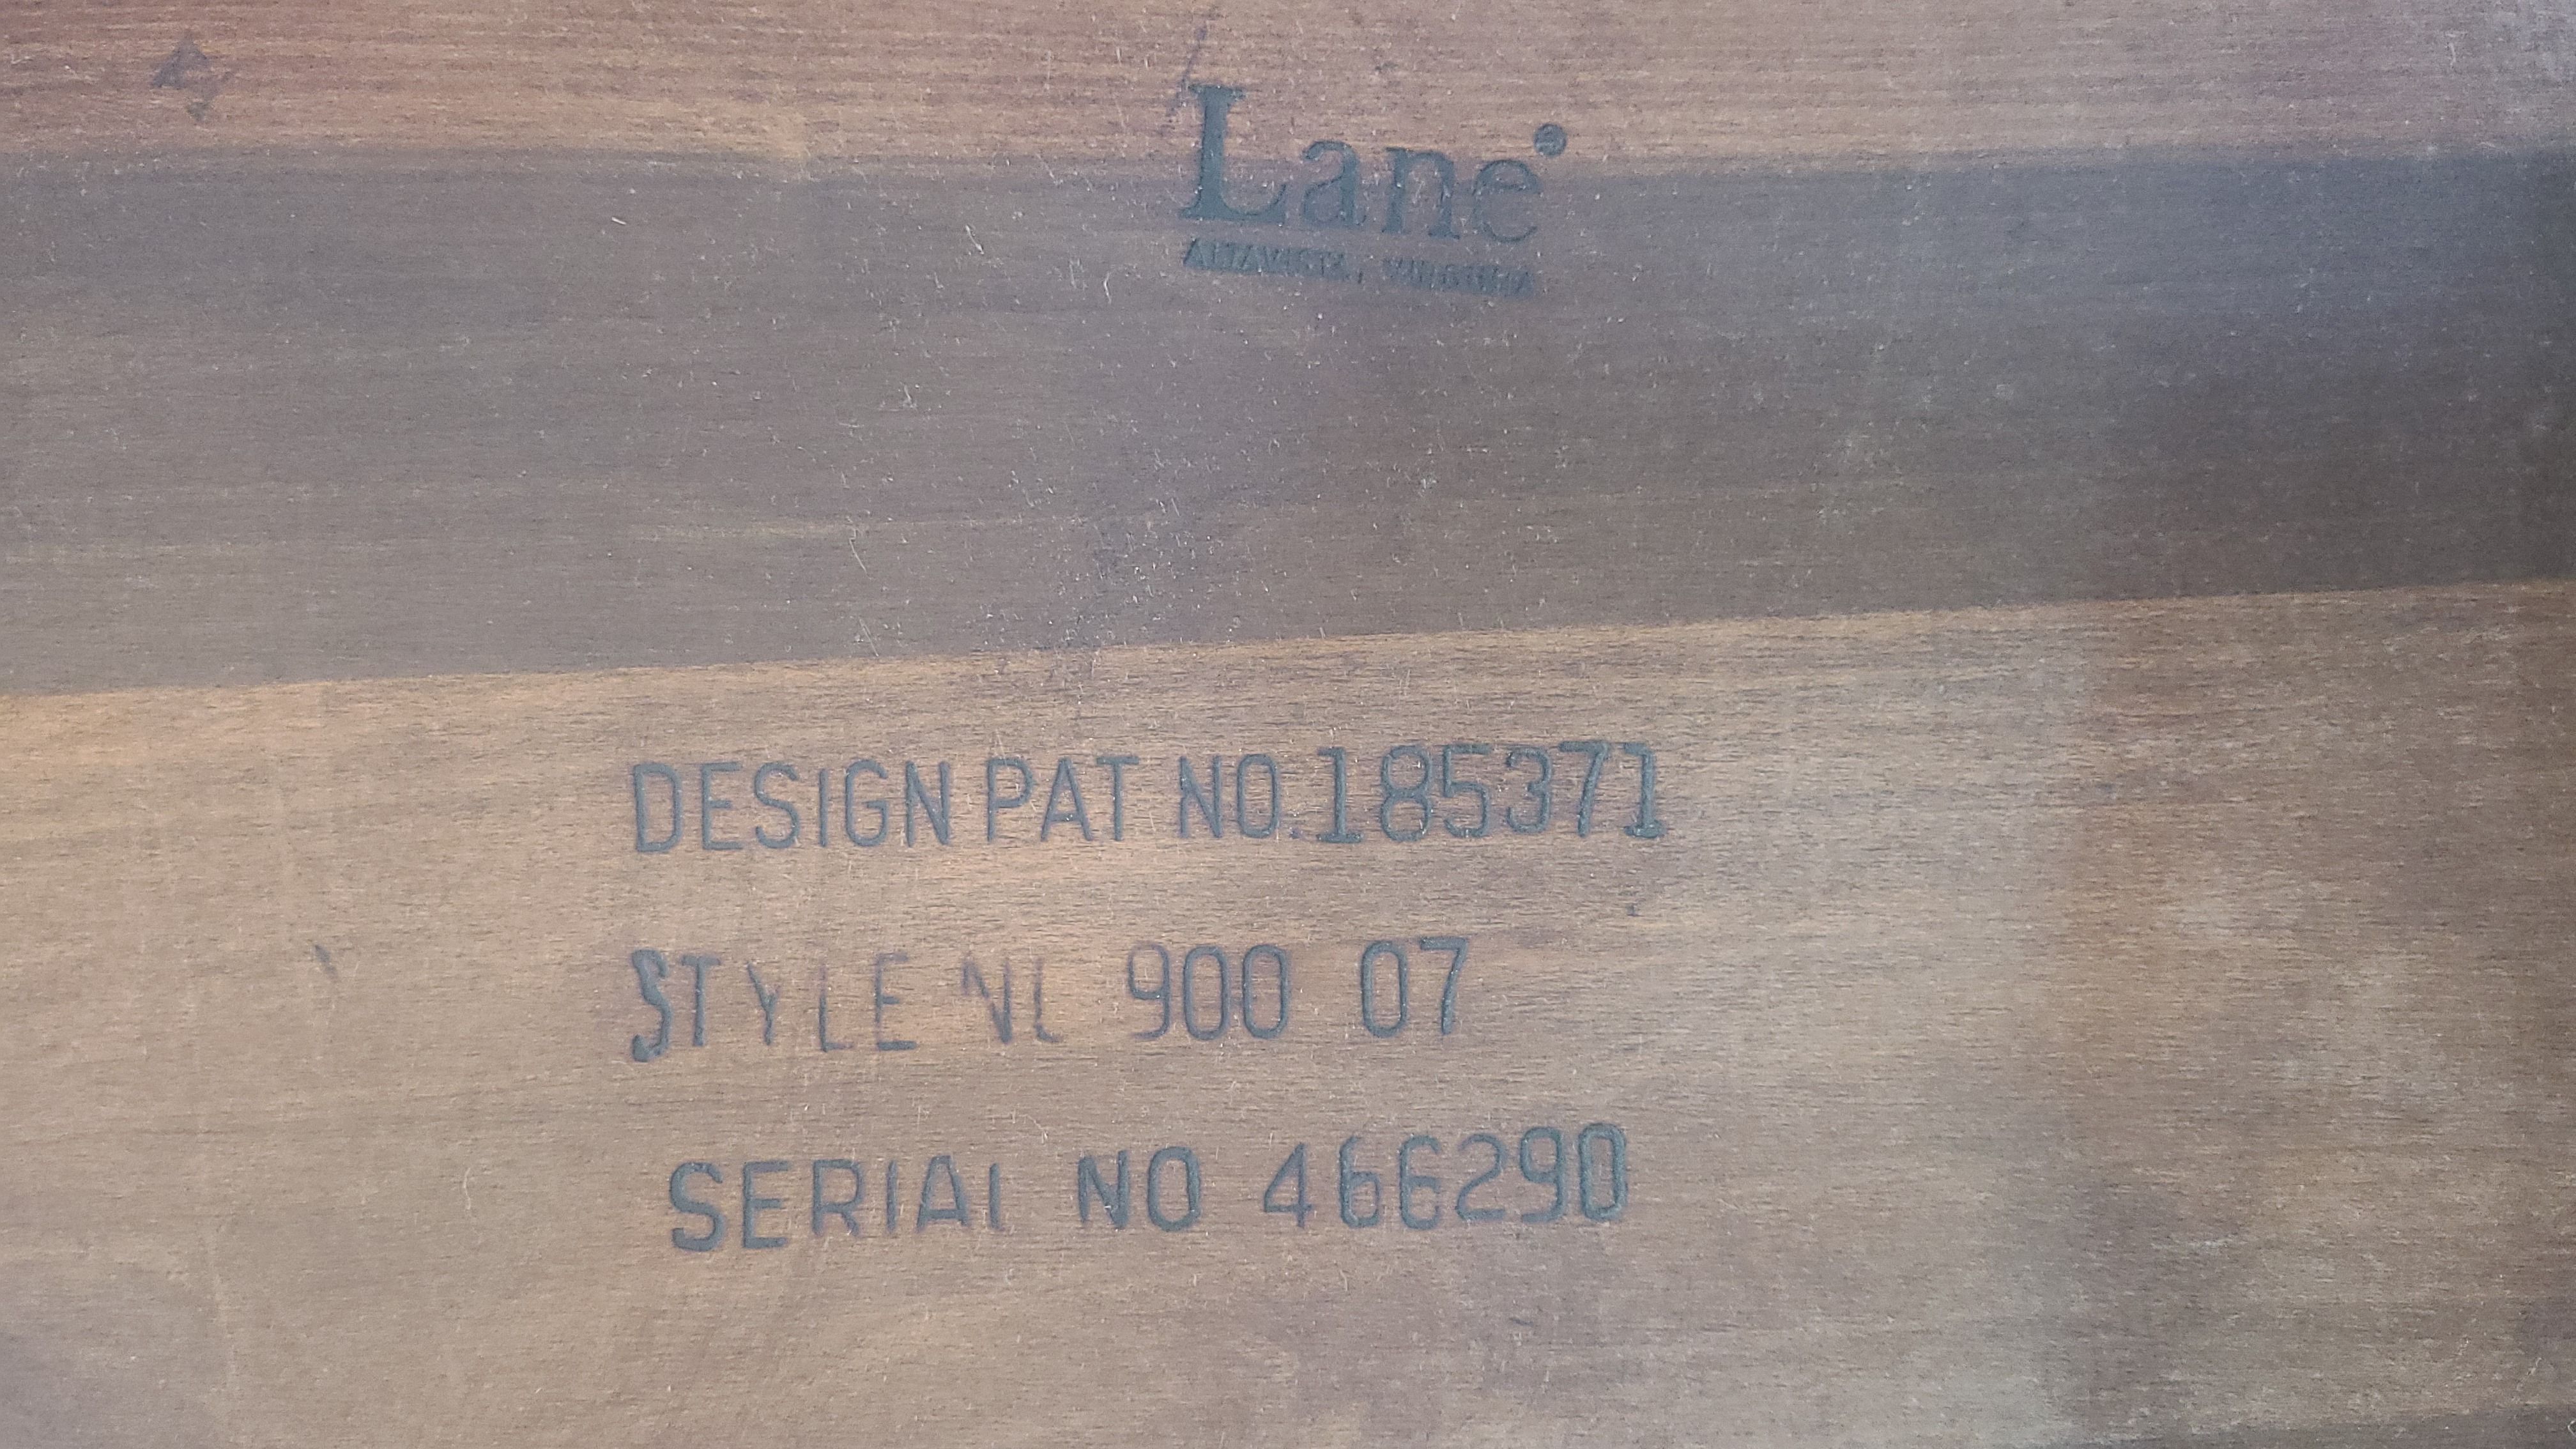 Lane®
ALTAVISTA, VIRGINIA
DESIGN PAT NO. 185371
STYLE NO 900 07
SERIAL NO 466290